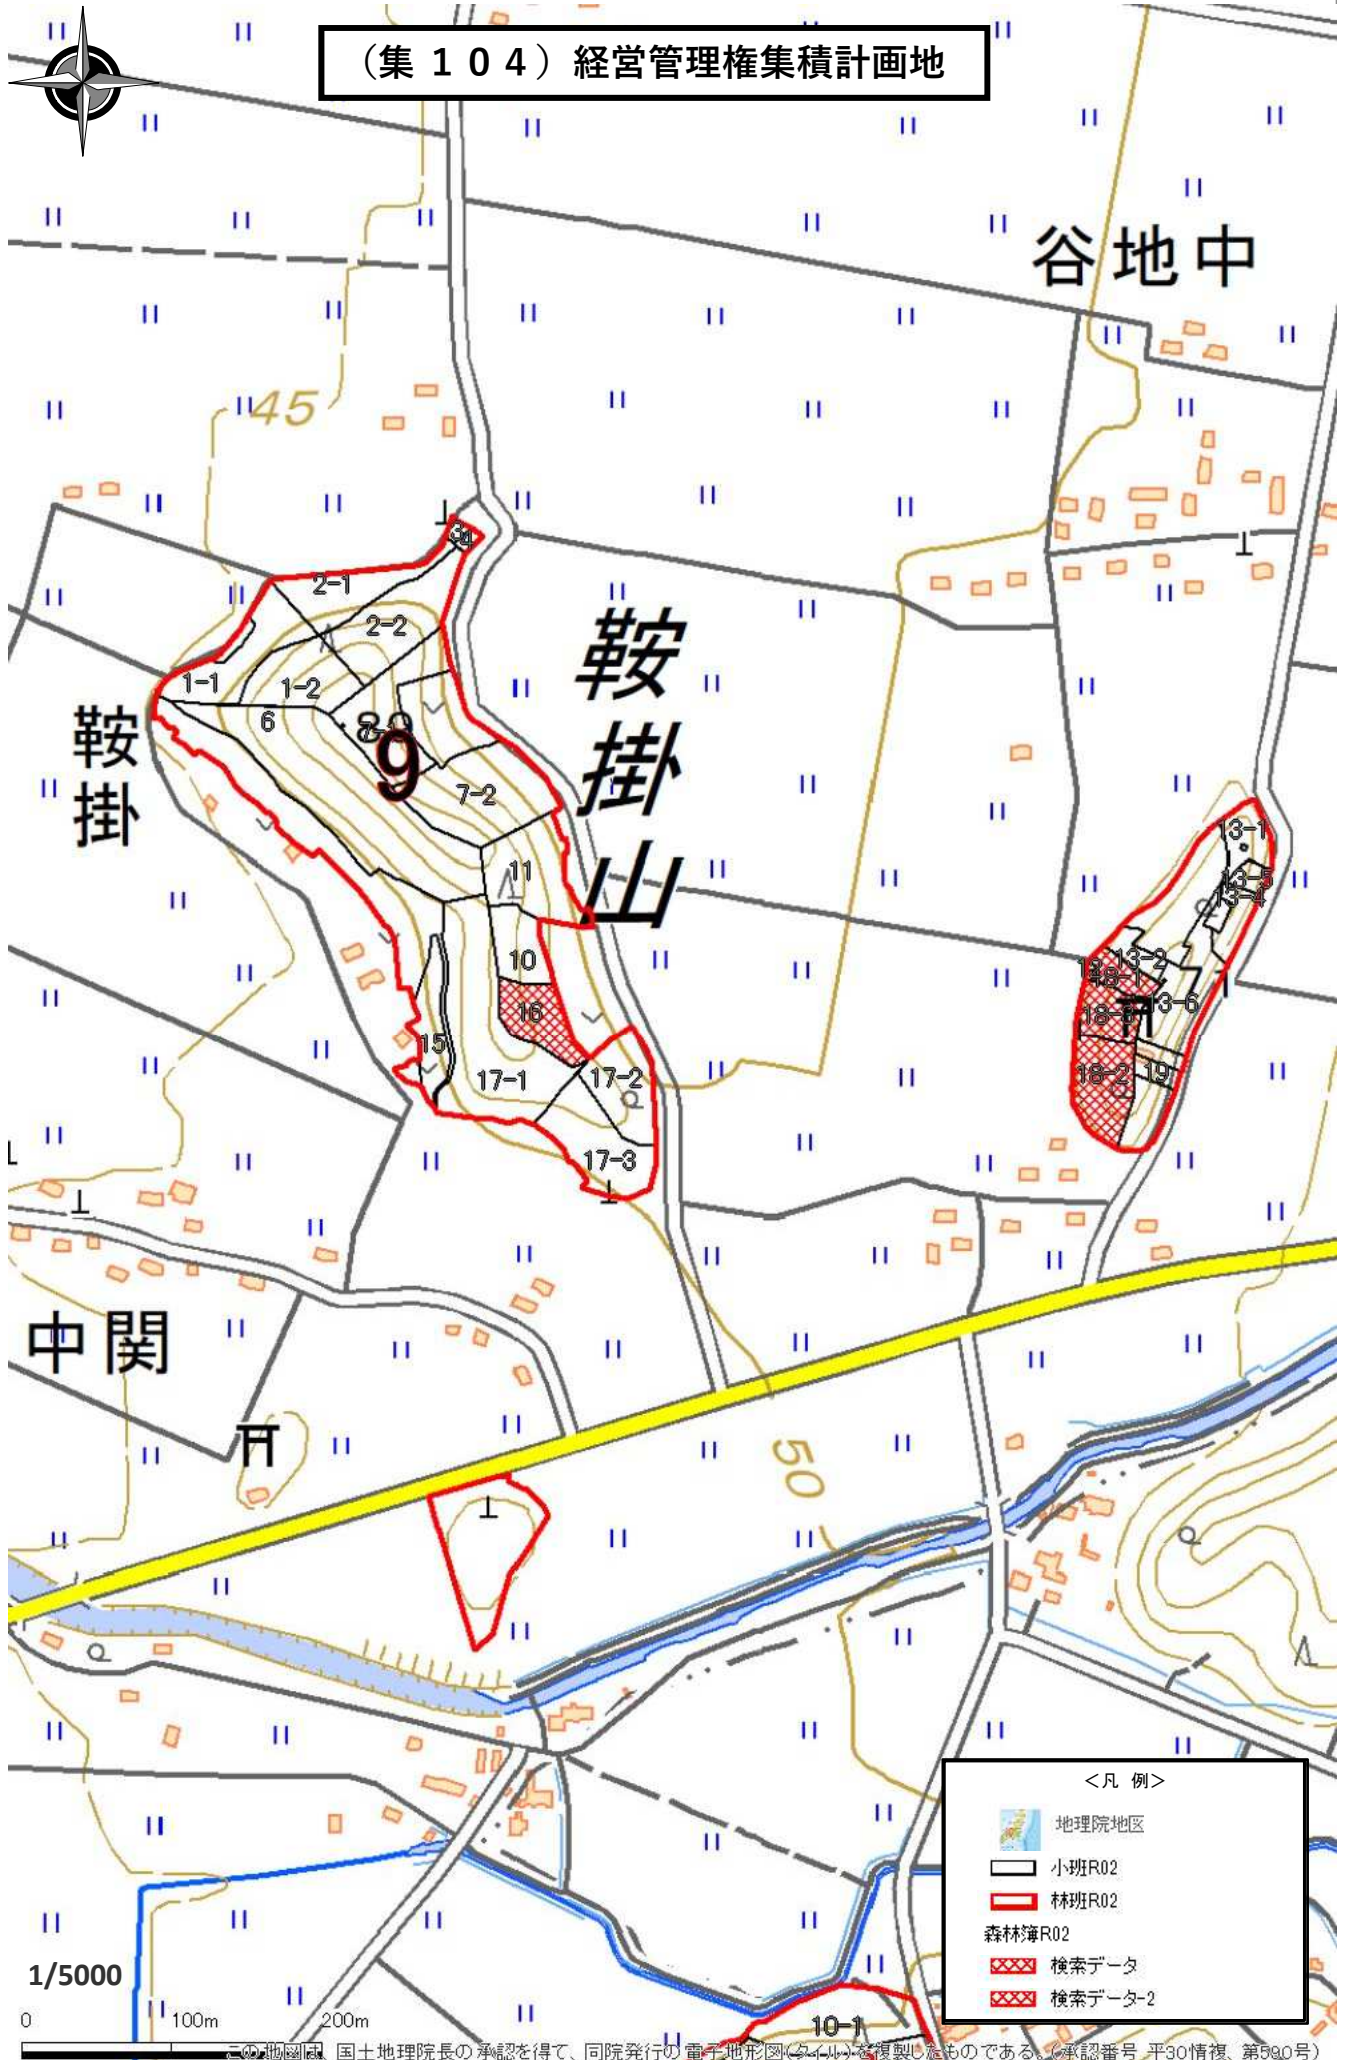 （集 １０４）経営管理権集積計画地
谷地中
45
3
4
2-1
2-2
1-1
1-2
6
9
7-2
鞍掛山
鞍掛
11
10
16
15
17-1
17-2
17-3
13-1
13-5
13-4
13-2
18-1
13-6
18-2
19
中関
50
10-1
＜凡 例＞
地理院地図
小班R02
林班R02
森林簿R02
検索データ
検索データ-2
1/5000
0 100m 200m
この地図は、国土地理院長の承認を得て、同院発行の電子地形図(タイル)を複製したものである。（承認番号 平30情複、第590号）